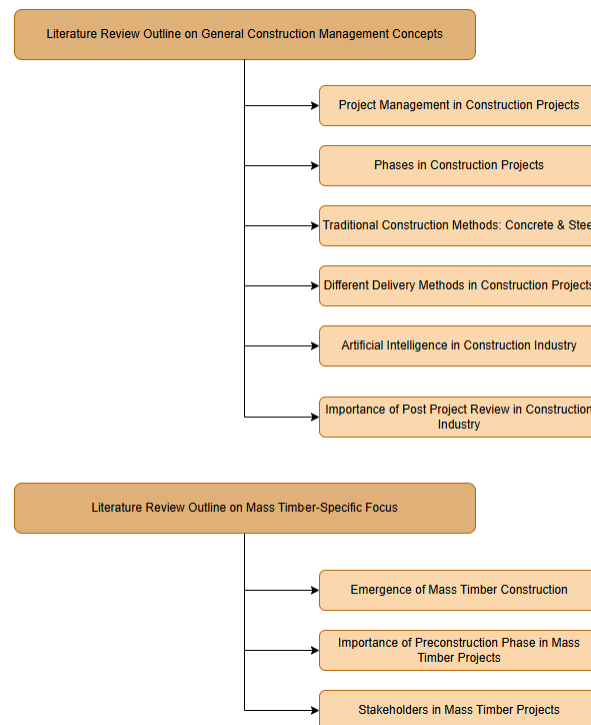 Literature Review Outline on General Construction Management Concepts
Project Management in Construction Projects
Phases in Construction Projects
Traditional Construction Methods: Concrete & Stee
Different Delivery Methods in Construction Projects
Artificial Intelligence in Construction Industry
Importance of Post Project Review in Construction
Industry
Literature Review Outline on Mass Timber-Specific Focus
Emergence of Mass Timber Construction
Importance of Preconstruction Phase in Mass
Timber Projects
Stakeholders in Mass Timber Projects